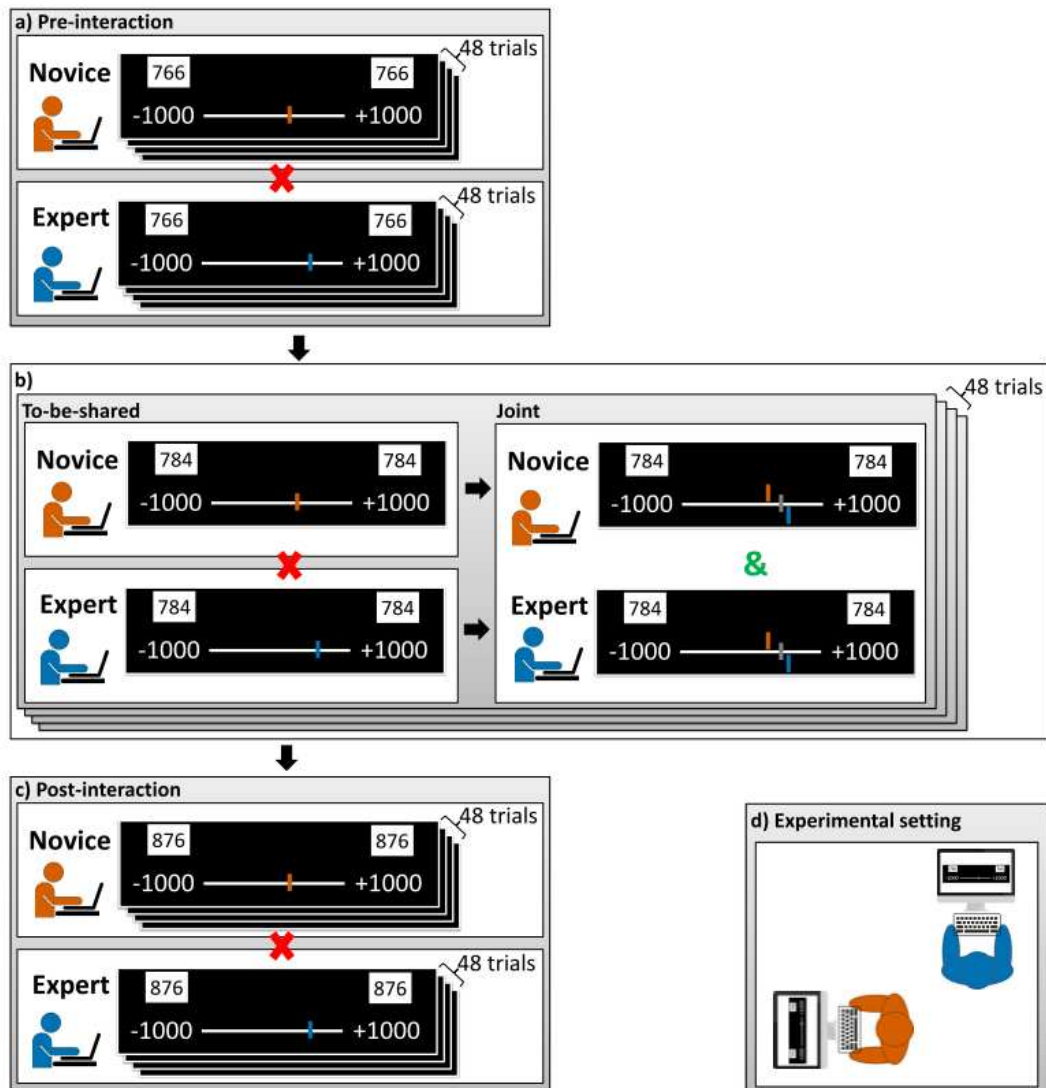 a) Pre-interaction
48 trials
Novice
766 766
-1000 +1000
48 trials
Expert
766 766
-1000 +1000
b)
48 trials
To-be-shared
Novice
784 784
-1000 +1000
Expert
784 784
-1000 +1000
Joint
Novice
784 784
-1000 +1000
&
Expert
784 784
-1000 +1000
c) Post-interaction
48 trials
Novice
876 876
-1000 +1000
48 trials
Expert
876 876
-1000 +1000
d) Experimental setting